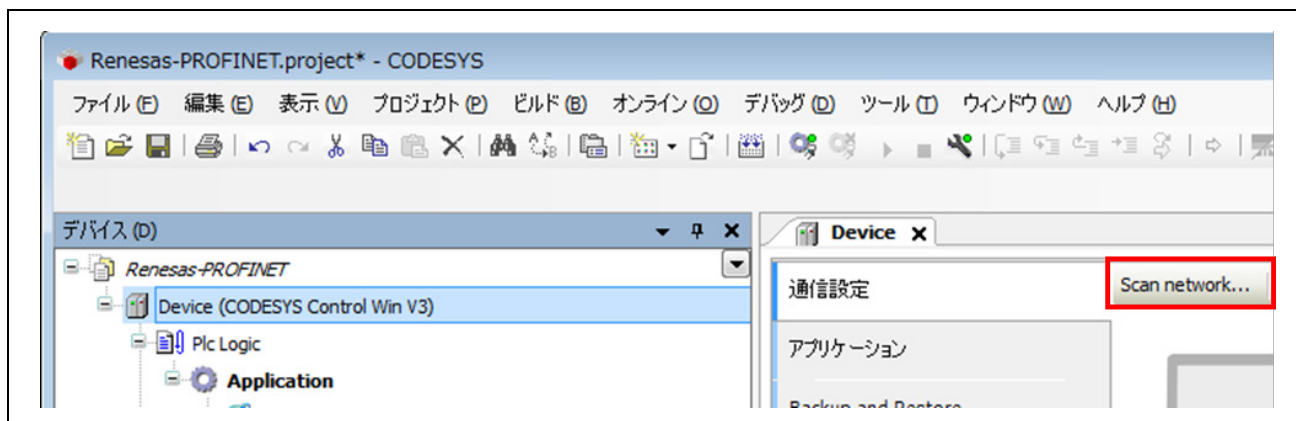 Renesas-PROFINET.project* - CODESYS
ファイル(F) 編集(E) 表示(V) プロジェクト(P) ビルド(B) オンライン(O) デバッグ(D) ツール(T) ウィンドウ(W) ヘルプ(H)
デバイス(D)
Device
Renesas-PROFINET
通信設定
Scan network...
Device (CODESYS Control Win V3)
Plc Logic
アプリケーション
Application
Backup and Restore